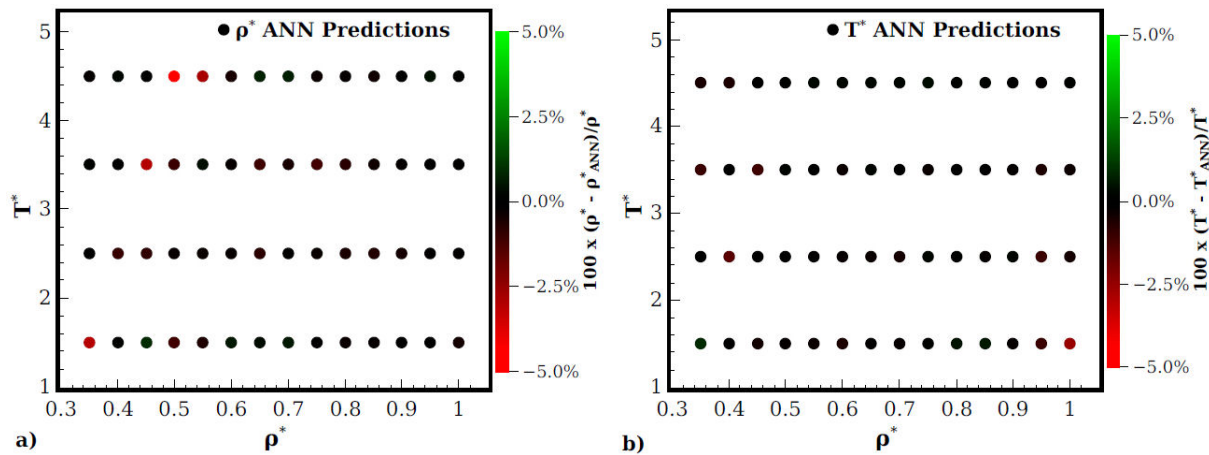 ρ* ANN Predictions
5
4
3
2
1
T*
0.3 0.4 0.5 0.6 0.7 0.8 0.9 1
ρ*
a)
5.0%
2.5%
0.0%
−2.5%
−5.0%
100 x (ρ* - ρ*ANN)/ρ*
T* ANN Predictions
5
4
3
2
1
T*
0.3 0.4 0.5 0.6 0.7 0.8 0.9 1
ρ*
b)
5.0%
2.5%
0.0%
−2.5%
−5.0%
100 x (T* - T*ANN)/T*